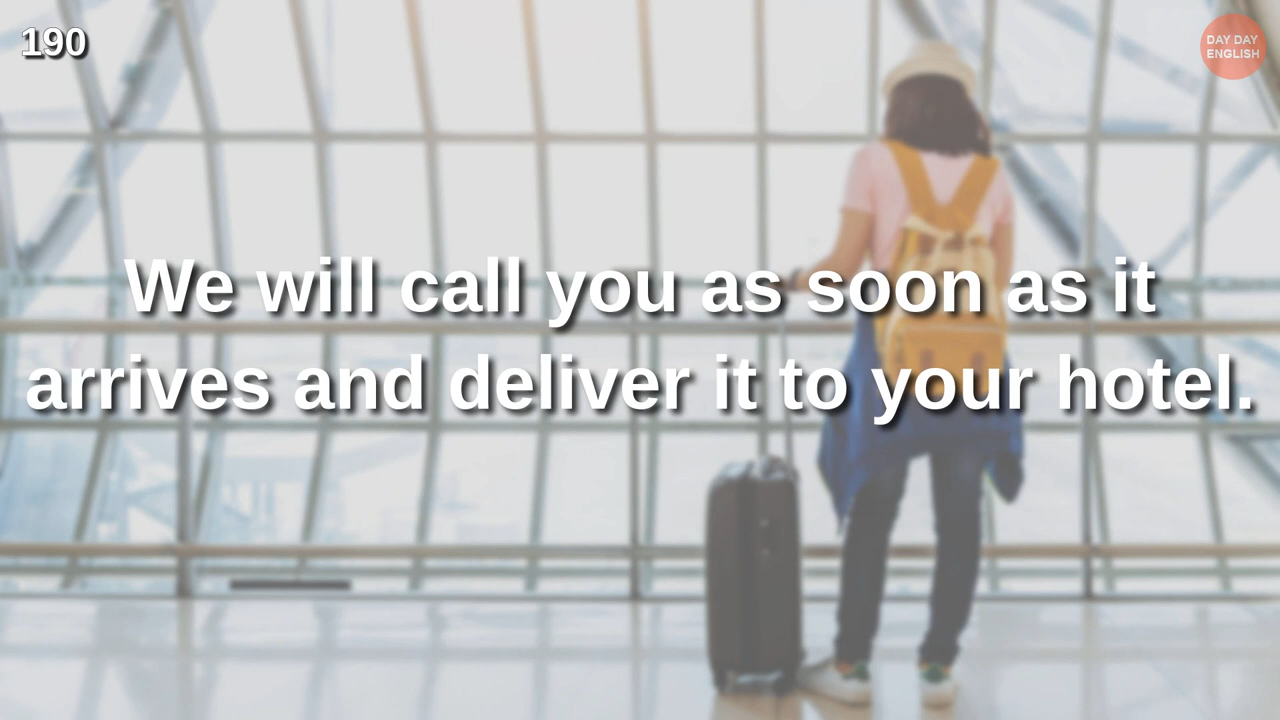 190
DAY DAY
ENGLISH
We will call you as soon as it
arrives and deliver it to your hotel.